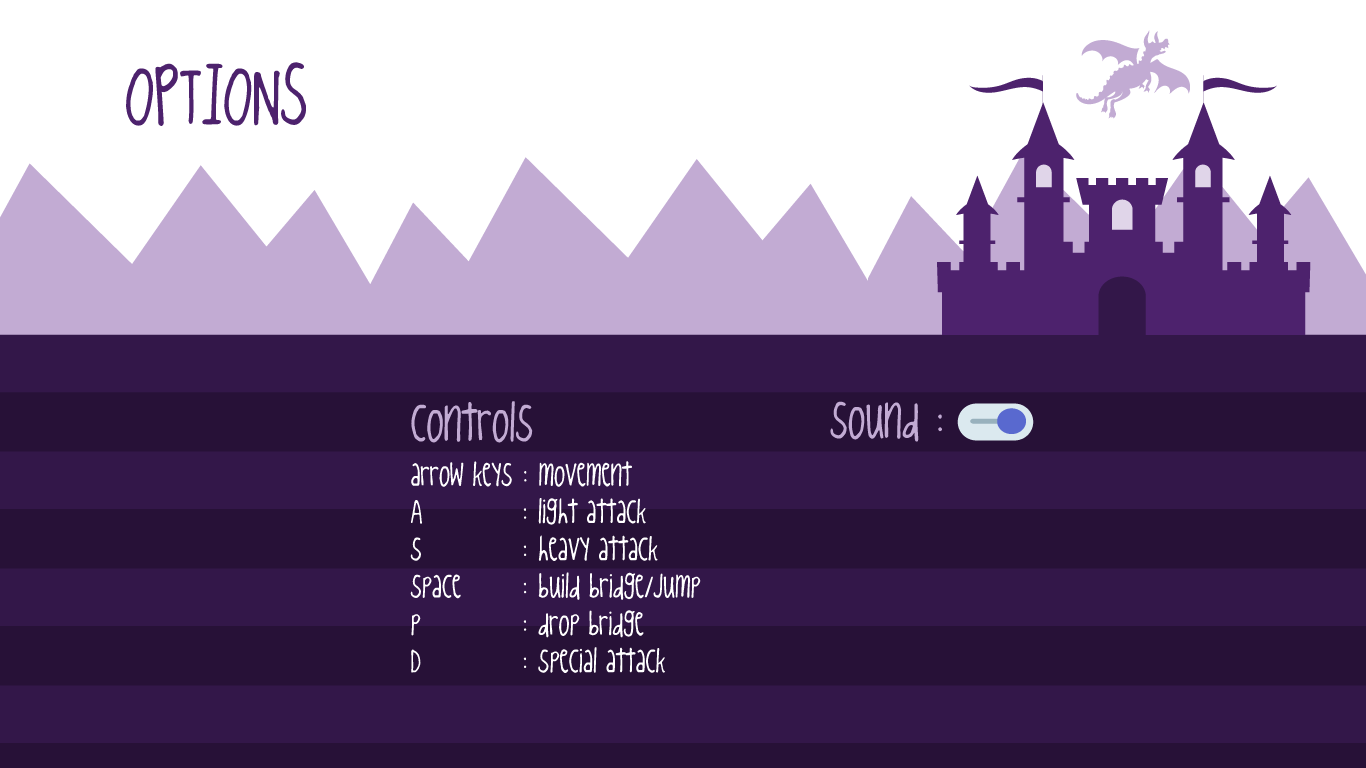 OPTIONS
Controls
arrow keys : movement
A : light attack
S : heavy attack
Space : build bridge/jump
P : drop bridge
D : special attack
Sound :